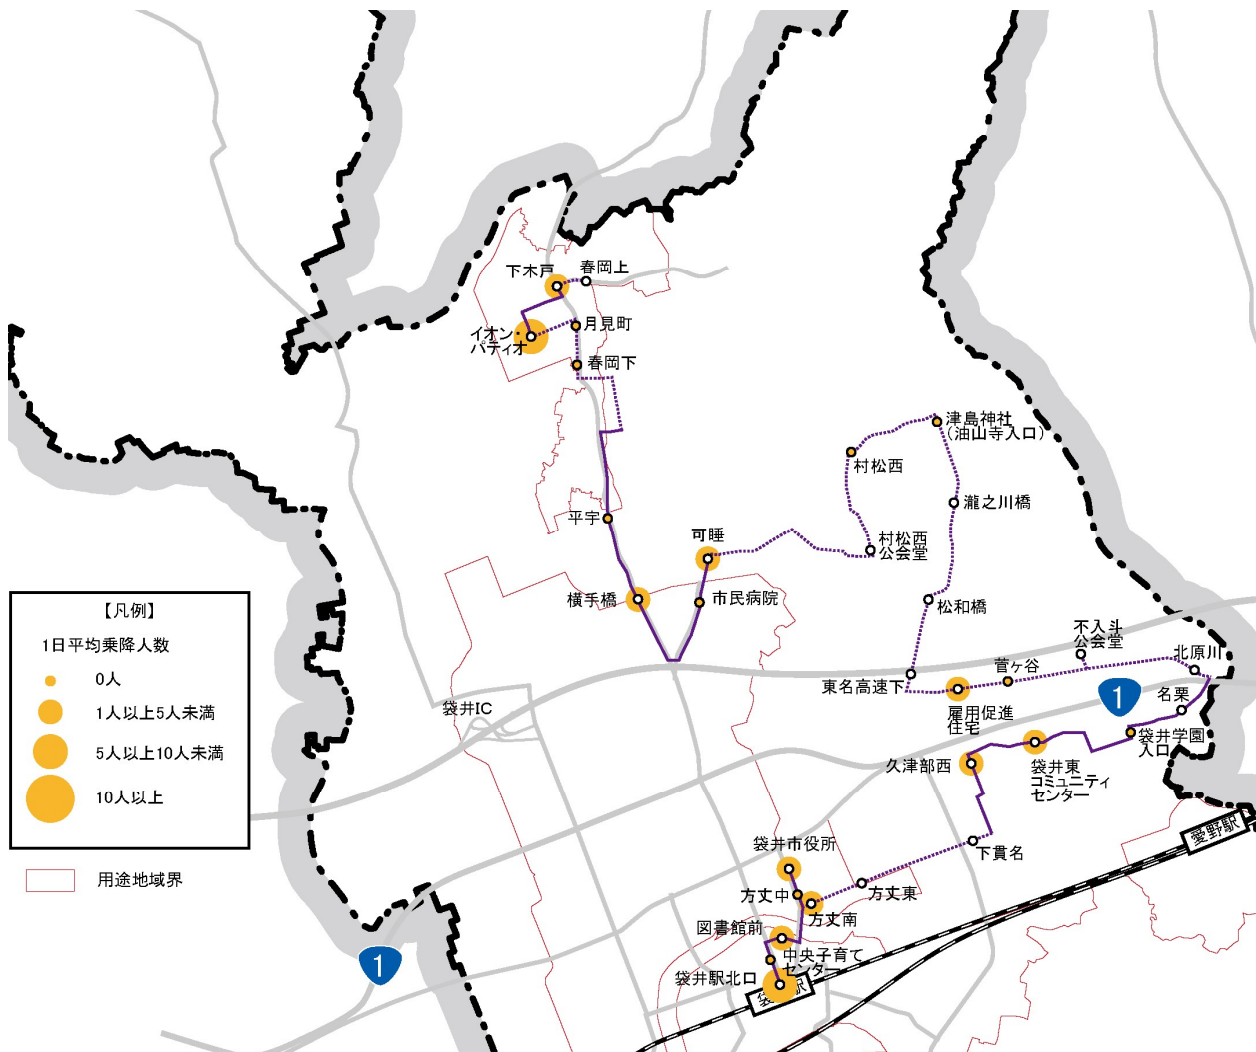 下木戸
春岡上
イオン・
パティオ
月見町
春岡下
津島神社
（油山寺入口）
村松西
瀧之川橋
平宇
可睡
村松西
公会堂
横手橋
市民病院
松和橋
不入斗
公会堂
北原川
菅ヶ谷
東名高速下
雇用促進
住宅
1
名栗
袋井IC
袋井学園
入口
久津部西
袋井東
コミュニティ
センター
【凡例】
1日平均乗降人数
0人
1人以上5人未満
5人以上10人未満
10人以上
用途地域界
愛野駅
下貫名
袋井市役所
方丈中
方丈東
方丈南
図書館前
中央子育て
センター
袋井駅北口
駅
1